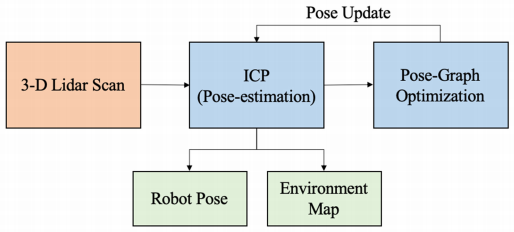 Pose Update
3-D Lidar Scan
ICP
(Pose-estimation)
Pose-Graph
Optimization
Robot Pose
Environment
Map